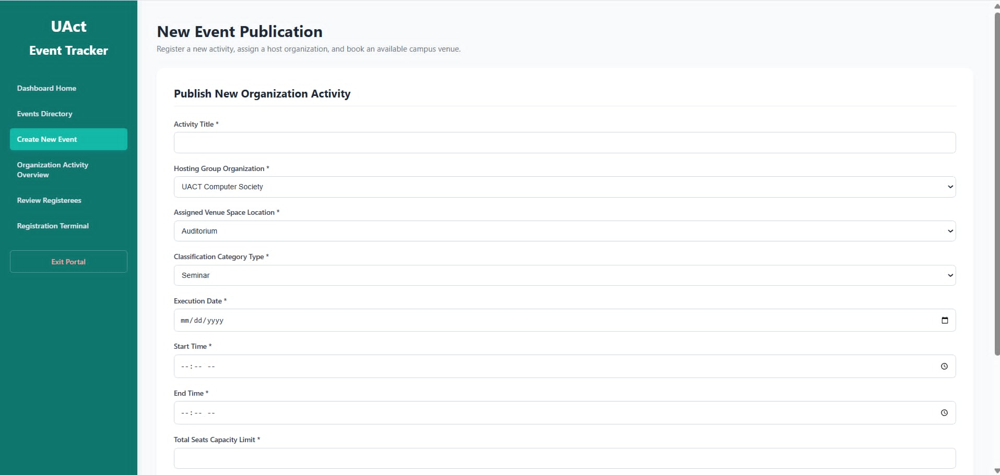 UAct
Event Tracker
Dashboard Home
Events Directory
Create New Event
Organization Activity
Overview
Review Registerees
Registration Terminal
Exit Portal
New Event Publication
Register a new activity, assign a host organization, and book an available campus venue.
Publish New Organization Activity
Activity Title *
Hosting Group Organization *
UACT Computer Society
Assigned Venue Space Location *
Auditorium
Classification Category Type *
Seminar
Execution Date *
mm/dd/yyyy
Start Time *
--:-- --
End Time *
--:-- --
Total Seats Capacity Limit *